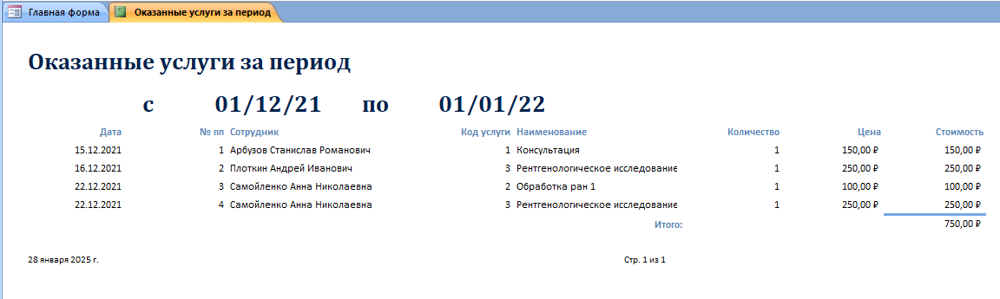 Главная форма Оказанные услуги за период
Оказанные услуги за период
с 01/12/21 по 01/01/22
Дата № пп Сотрудник Код услуги Наименование Количество Цена Стоимость
15.12.2021 1 Арбузов Станислав Романович 1 Консультация 1 150,00 ₽ 150,00 ₽
16.12.2021 2 Плоткин Андрей Иванович 3 Рентгенологическое исследование 1 250,00 ₽ 250,00 ₽
22.12.2021 3 Самойленко Анна Николаевна 2 Обработка ран 1 1 100,00 ₽ 100,00 ₽
22.12.2021 4 Самойленко Анна Николаевна 3 Рентгенологическое исследование 1 250,00 ₽ 250,00 ₽
Итого: 750,00 ₽
28 января 2025 г. Стр. 1 из 1